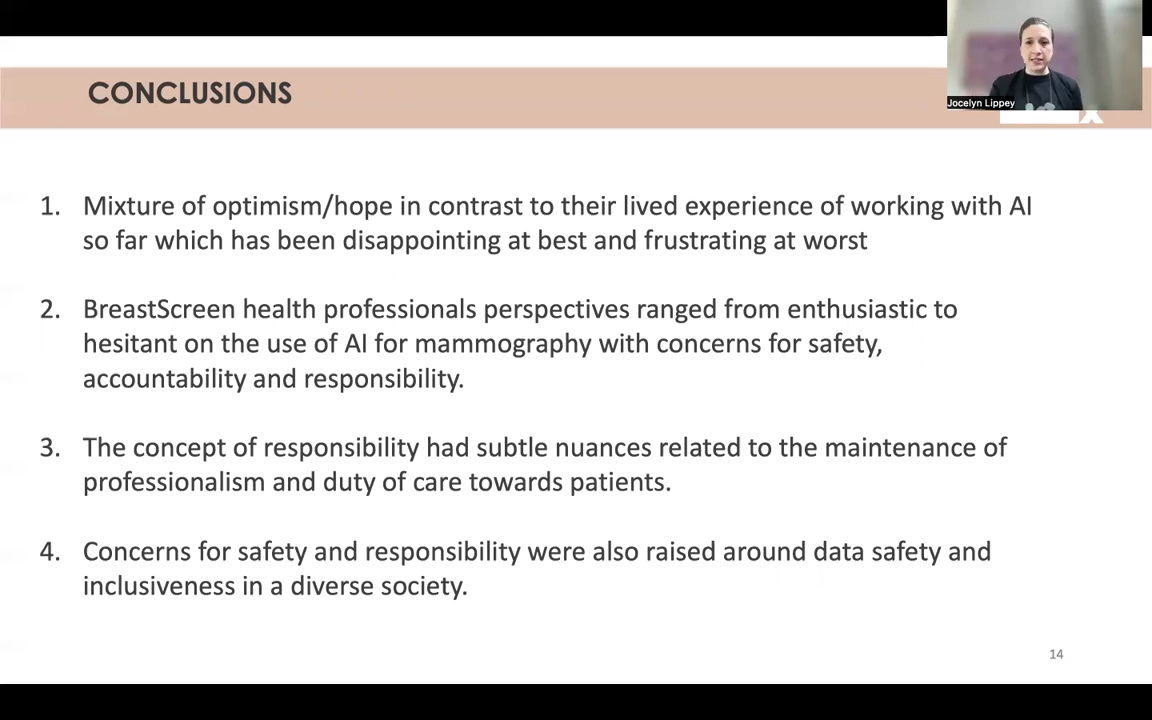 CONCLUSIONS
Jocelyn Lippey
1. Mixture of optimism/hope in contrast to their lived experience of working with AI
so far which has been disappointing at best and frustrating at worst
2. BreastScreen health professionals perspectives ranged from enthusiastic to
hesitant on the use of AI for mammography with concerns for safety,
accountability and responsibility.
3. The concept of responsibility had subtle nuances related to the maintenance of
professionalism and duty of care towards patients.
4. Concerns for safety and responsibility were also raised around data safety and
inclusiveness in a diverse society.
14